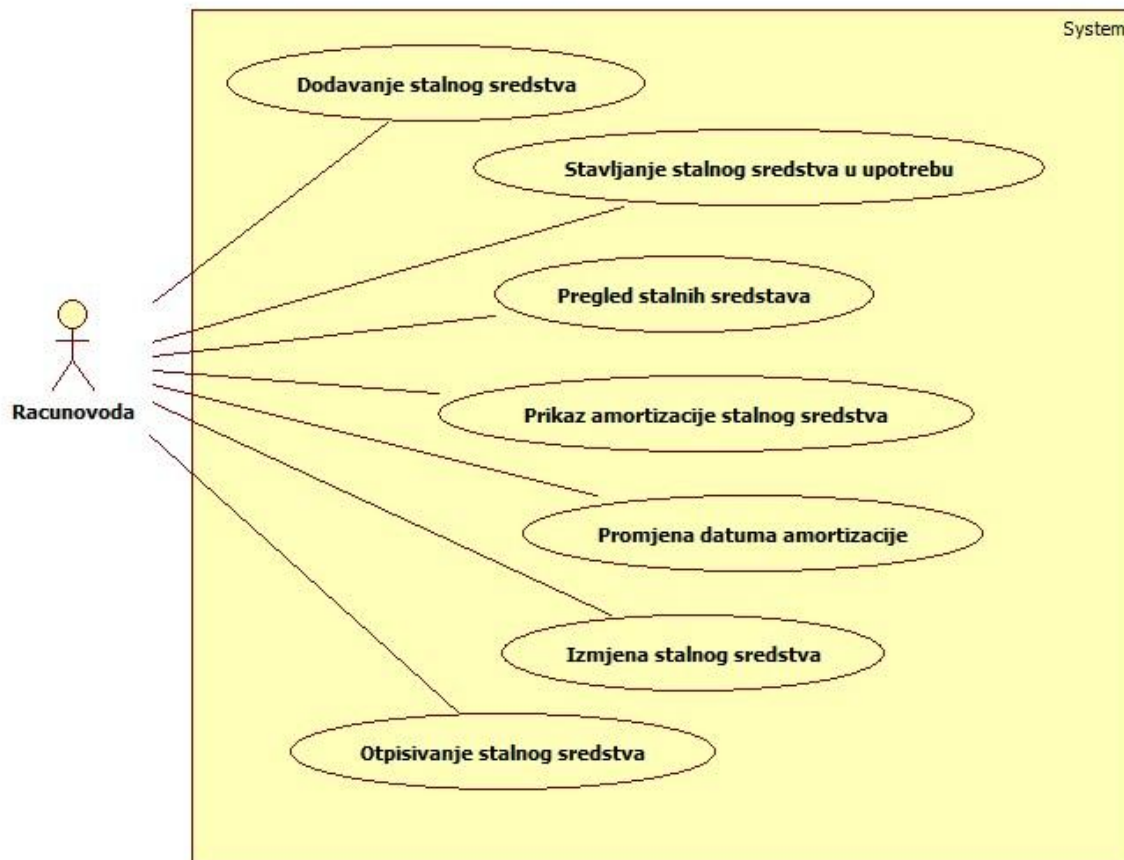 System
Dodavanje stalnog sredstva
Stavljanje stalnog sredstva u upotrebu
Pregled stalnih sredstava
Prikaz amortizacije stalnog sredstva
Racunovoda
Promjena datuma amortizacije
Izmjena stalnog sredstva
Otpisivanje stalnog sredstva